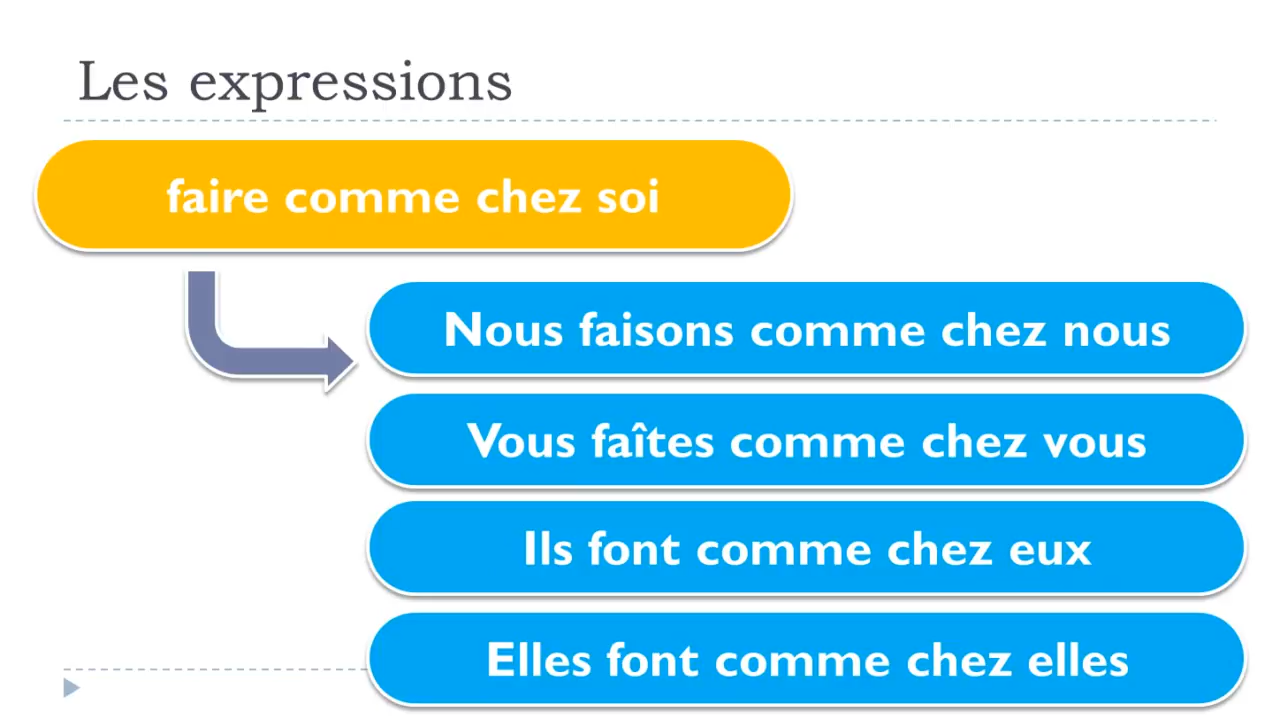 Les expressions
faire comme chez soi
Nous faisons comme chez nous
Vous faîtes comme chez vous
Ils font comme chez eux
Elles font comme chez elles